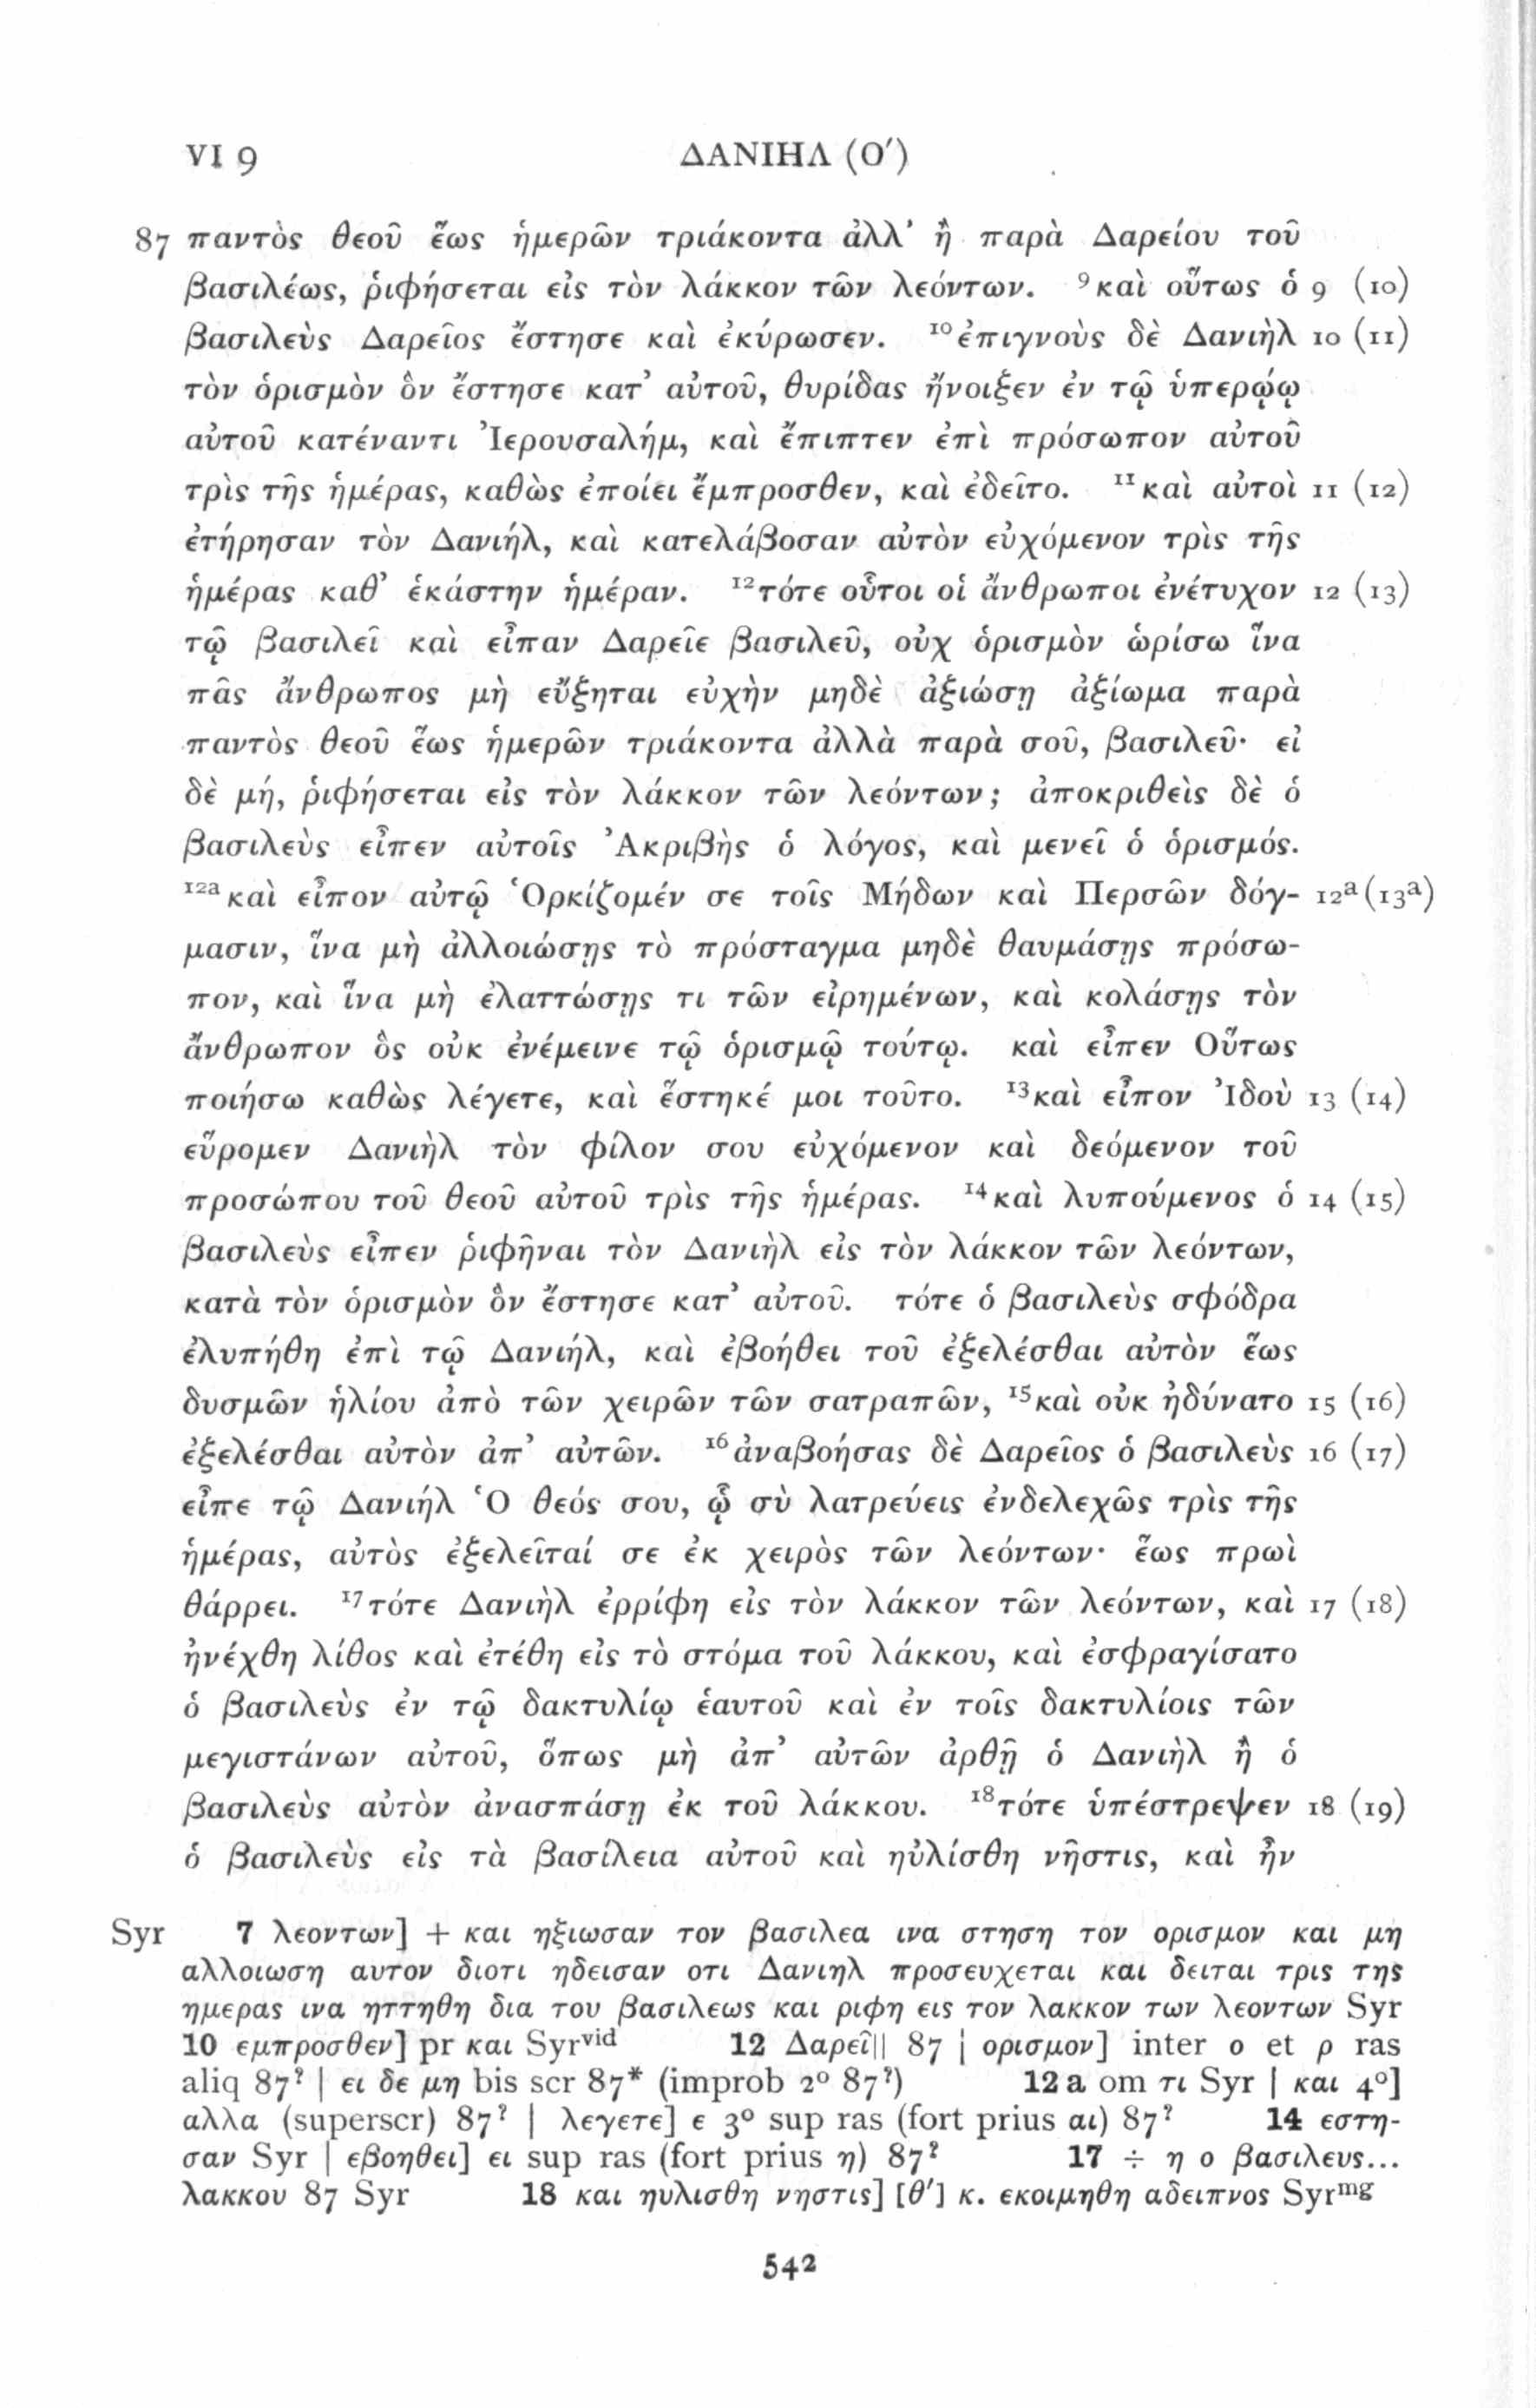 VI 9 ΔΑΝΙΗΛ (Ο′)
87 παντὸς θεοῦ ἕως ἡμερῶν τριάκοντα ἀλλ᾽ ἢ παρὰ Δαρείου τοῦ
βασιλέως, ῥιφήσεται εἰς τὸν λάκκον τῶν λεόντων. ⁹καὶ οὕτως ὁ 9 (10)
βασιλεὺς Δαρεῖος ἔστησε καὶ ἐκύρωσεν. ¹⁰ἐπιγνοὺς δὲ Δανιὴλ 10 (11)
τὸν ὁρισμὸν ὃν ἔστησε κατ᾽ αὐτοῦ, θυρίδας ἤνοιξεν ἐν τῷ ὑπερῴῳ
αὐτοῦ κατέναντι Ἰερουσαλήμ, καὶ ἔπιπτεν ἐπὶ πρόσωπον αὐτοῦ
τρὶς τῆς ἡμέρας, καθὼς ἐποίει ἔμπροσθεν, καὶ ἐδεῖτο. ¹¹καὶ αὐτοὶ 11 (12)
ἐτήρησαν τὸν Δανιήλ, καὶ κατελάβοσαν αὐτὸν εὐχόμενον τρὶς τῆς
ἡμέρας καθ᾽ ἑκάστην ἡμέραν. ¹²τότε οὗτοι οἱ ἄνθρωποι ἐνέτυχον 12 (13)
τῷ βασιλεῖ καὶ εἶπαν Δαρεῖε βασιλεῦ, οὐχ ὁρισμὸν ὡρίσω ἵνα
πᾶς ἄνθρωπος μὴ εὔξηται εὐχὴν μηδὲ ἀξιώσῃ ἀξίωμα παρὰ
παντὸς θεοῦ ἕως ἡμερῶν τριάκοντα ἀλλὰ παρὰ σοῦ, βασιλεῦ· εἰ
δὲ μή, ῥιφήσεται εἰς τὸν λάκκον τῶν λεόντων; ἀποκριθεὶς δὲ ὁ
βασιλεὺς εἶπεν αὐτοῖς Ἀκριβὴς ὁ λόγος, καὶ μενεῖ ὁ ὁρισμός.
¹²ᵃκαὶ εἶπον αὐτῷ Ὁρκίζομέν σε τοῖς Μήδων καὶ Περσῶν δόγ- 12ᵃ(13ᵃ)
μασιν, ἵνα μὴ ἀλλοιώσῃς τὸ πρόσταγμα μηδὲ θαυμάσῃς πρόσω-
πον, καὶ ἵνα μὴ ἐλαττώσῃς τι τῶν εἰρημένων, καὶ κολάσῃς τὸν
ἄνθρωπον ὃς οὐκ ἐνέμεινε τῷ ὁρισμῷ τούτῳ. καὶ εἶπεν Οὕτως
ποιήσω καθὼς λέγετε, καὶ ἕστηκέ μοι τοῦτο. ¹³καὶ εἶπον Ἰδοὺ 13 (14)
εὕρομεν Δανιὴλ τὸν φίλον σου εὐχόμενον καὶ δεόμενον τοῦ
προσώπου τοῦ θεοῦ αὐτοῦ τρὶς τῆς ἡμέρας. ¹⁴καὶ λυπούμενος ὁ 14 (15)
βασιλεὺς εἶπεν ῥιφῆναι τὸν Δανιὴλ εἰς τὸν λάκκον τῶν λεόντων,
κατὰ τὸν ὁρισμὸν ὃν ἔστησε κατ᾽ αὐτοῦ. τότε ὁ βασιλεὺς σφόδρα
ἐλυπήθη ἐπὶ τῷ Δανιήλ, καὶ ἐβοήθει τοῦ ἐξελέσθαι αὐτὸν ἕως
δυσμῶν ἡλίου ἀπὸ τῶν χειρῶν τῶν σατραπῶν, ¹⁵καὶ οὐκ ἠδύνατο 15 (16)
ἐξελέσθαι αὐτὸν ἀπ᾽ αὐτῶν. ¹⁶ἀναβοήσας δὲ Δαρεῖος ὁ βασιλεὺς 16 (17)
εἶπε τῷ Δανιήλ Ὁ θεός σου, ᾧ σὺ λατρεύεις ἐνδελεχῶς τρὶς τῆς
ἡμέρας, αὐτὸς ἐξελεῖταί σε ἐκ χειρὸς τῶν λεόντων· ἕως πρωὶ
θάρρει. ¹⁷τότε Δανιὴλ ἐρρίφη εἰς τὸν λάκκον τῶν λεόντων, καὶ 17 (18)
ἠνέχθη λίθος καὶ ἐτέθη εἰς τὸ στόμα τοῦ λάκκου, καὶ ἐσφραγίσατο
ὁ βασιλεὺς ἐν τῷ δακτυλίῳ ἑαυτοῦ καὶ ἐν τοῖς δακτυλίοις τῶν
μεγιστάνων αὐτοῦ, ὅπως μὴ ἀπ᾽ αὐτῶν ἀρθῇ ὁ Δανιὴλ ἢ ὁ
βασιλεὺς αὐτὸν ἀνασπάσῃ ἐκ τοῦ λάκκου. ¹⁸τότε ὑπέστρεψεν 18 (19)
ὁ βασιλεὺς εἰς τὰ βασίλεια αὐτοῦ καὶ ηὐλίσθη νῆστις, καὶ ἦν
Syr 7 λεοντων] + και ηξιωσαν τον βασιλεα ινα στηση τον ορισμον και μη
αλλοιωση αυτον διοτι ηδεισαν οτι Δανιηλ προσευχεται και δειται τρις της
ημερας ινα ηττηθη δια του βασιλεως και ριφη εις τον λακκον των λεοντων Syr
10 εμπροσθεν] pr και Syrᵛⁱᵈ 12 Δαρεῖ|| 87 | ορισμον] inter ο et ρ ras
aliq 87ˀ | ει δε μη bis scr 87* (improb 2⁰ 87ˀ) 12 a om τι Syr | και 4⁰]
αλλα (superscr) 87ˀ | λεγετε] ε 3⁰ sup ras (fort prius αι) 87ˀ 14 εστη-
σαν Syr | εβοηθει] ει sup ras (fort prius η) 87ˀ 17 ÷ η ο βασιλευς...
λακκου 87 Syr 18 και ηυλισθη νηστις] [θ′] κ. εκοιμηθη αδειπνος Syrᵐᵍ
542